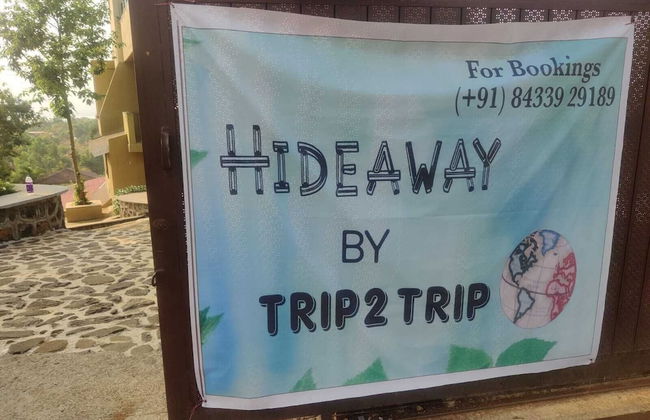 For Bookings
(+91) 84339 29189
HIDEAWAY
BY
TRIP2TRIP